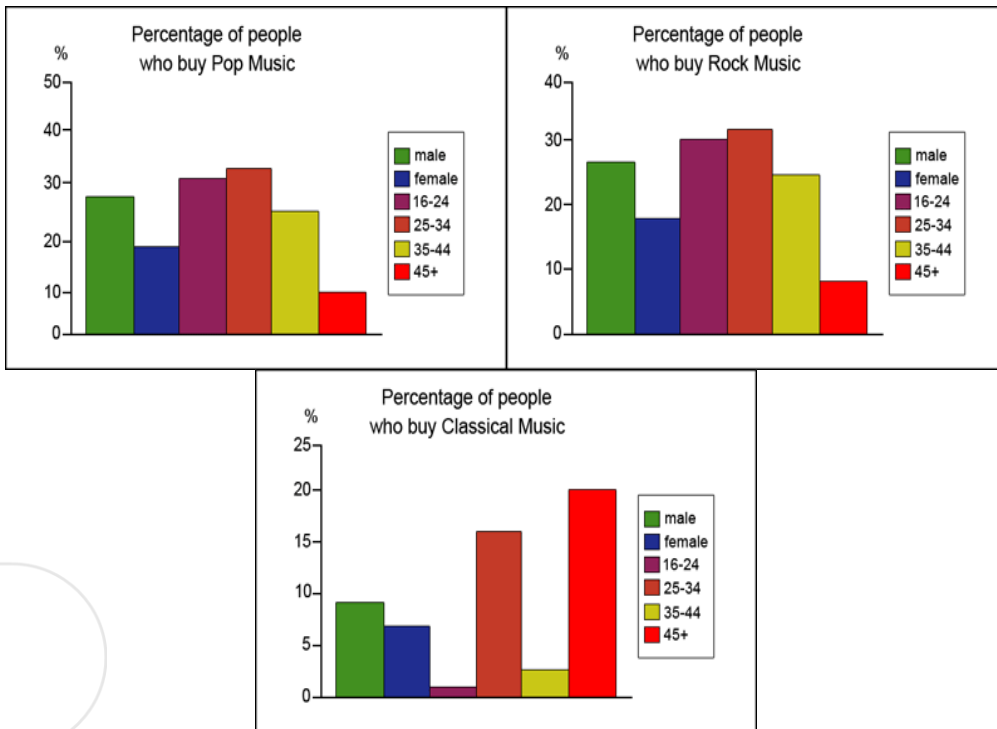 Percentage of people
who buy Pop Music
%
50
40
30
20
10
0
male
female
16-24
25-34
35-44
45+
Percentage of people
who buy Rock Music
%
40
30
20
10
0
male
female
16-24
25-34
35-44
45+
Percentage of people
who buy Classical Music
%
25
20
15
10
5
0
male
female
16-24
25-34
35-44
45+